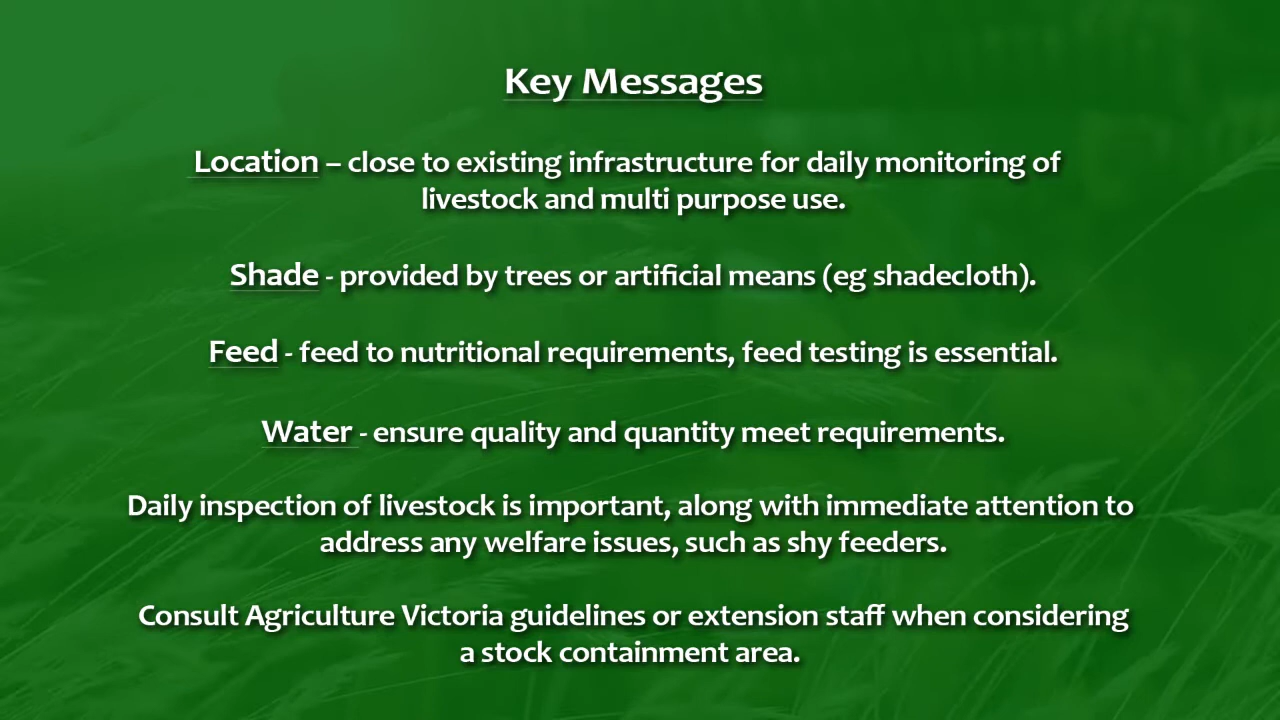 Key Messages
Location – close to existing infrastructure for daily monitoring of
livestock and multi purpose use.
Shade - provided by trees or artificial means (eg shadecloth).
Feed - feed to nutritional requirements, feed testing is essential.
Water - ensure quality and quantity meet requirements.
Daily inspection of livestock is important, along with immediate attention to
address any welfare issues, such as shy feeders.
Consult Agriculture Victoria guidelines or extension staff when considering
a stock containment area.